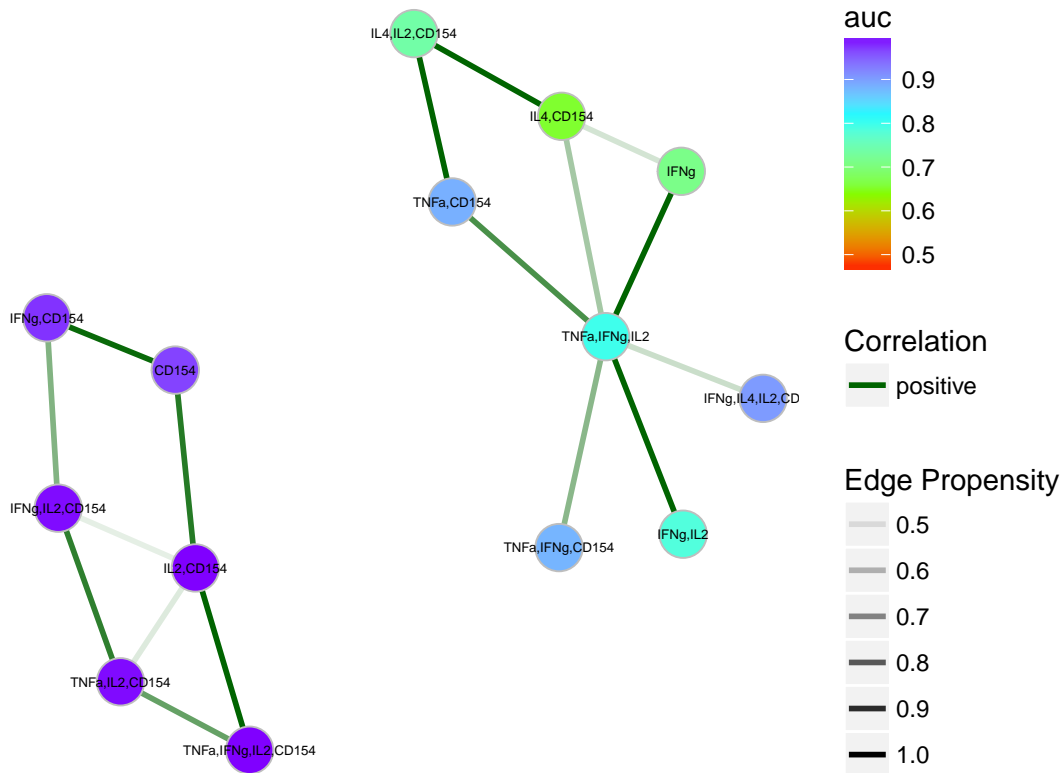 IL4,IL2,CD154
IL4,CD154
IFNg
TNFa,CD154
IFNg,CD154
CD154
TNFa,IFNg,IL2
IFNg,IL4,IL2,CD
IFNg,IL2,CD154
TNFa,IFNg,CD154
IFNg,IL2
IL2,CD154
TNFa,IL2,CD154
TNFa,IFNg,IL2,CD154
auc
0.9
0.8
0.7
0.6
0.5
Correlation
positive
Edge Propensity
0.5
0.6
0.7
0.8
0.9
1.0